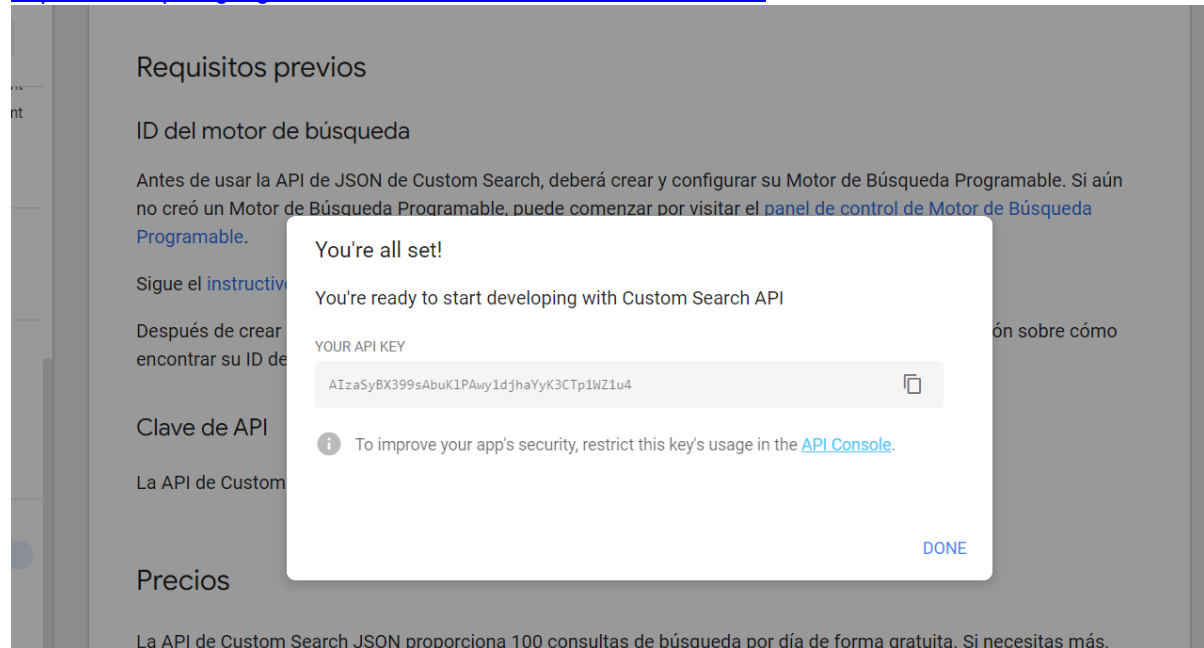 Requisitos previos
nt
ID del motor de búsqueda
Antes de usar la API de JSON de Custom Search, deberá crear y configurar su Motor de Búsqueda Programable. Si aún
no creó un Motor de Búsqueda Programable, puede comenzar por visitar el panel de control de Motor de Búsqueda
Programable.
You're all set!
Sigue el instructivo
You're ready to start developing with Custom Search API
Después de crear
ón sobre cómo
YOUR API KEY
encontrar su ID de
AIzaSyBX399sAbuK1PAwy1djhaYyK3CTp1WZ1u4
Clave de API
To improve your app's security, restrict this key's usage in the API Console.
La API de Custom
DONE
Precios
La API de Custom Search JSON proporciona 100 consultas de búsqueda por día de forma gratuita. Si necesitas más,